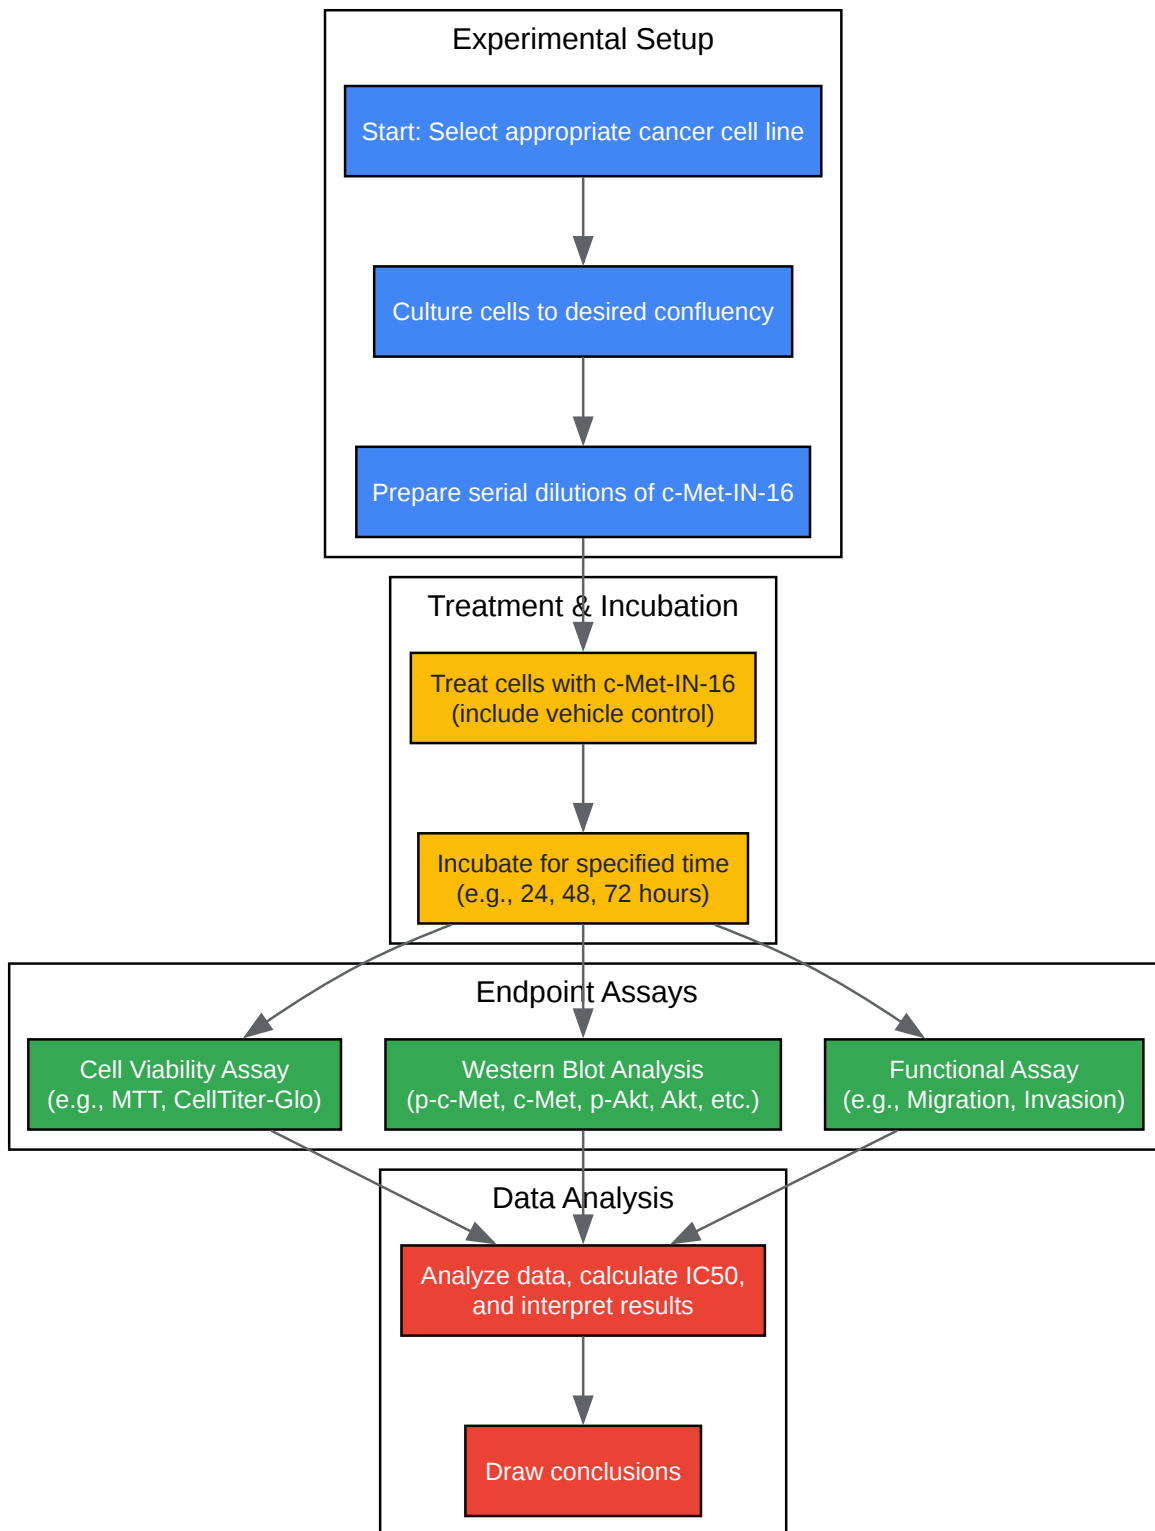 Experimental Setup
Start: Select appropriate cancer cell line
Culture cells to desired confluency
Prepare serial dilutions of c-Met-IN-16
Treatment & Incubation
Treat cells with c-Met-IN-16
(include vehicle control)
Incubate for specified time
(e.g., 24, 48, 72 hours)
Endpoint Assays
Cell Viability Assay
(e.g., MTT, CellTiter-Glo)
Western Blot Analysis
(p-c-Met, c-Met, p-Akt, Akt, etc.)
Functional Assay
(e.g., Migration, Invasion)
Data Analysis
Analyze data, calculate IC50,
and interpret results
Draw conclusions